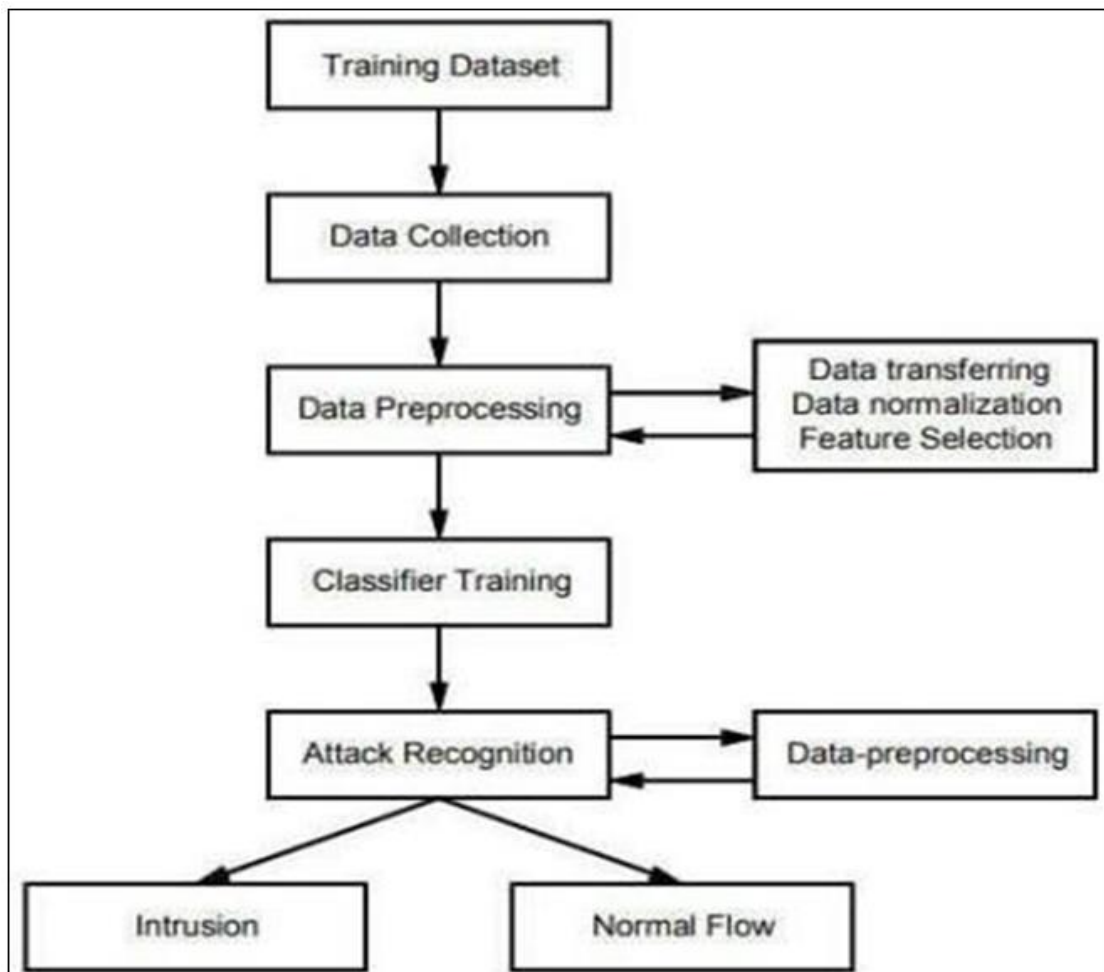 Training Dataset
Data Collection
Data Preprocessing
Data transferring
Data normalization
Feature Selection
Classifier Training
Attack Recognition
Data-preprocessing
Intrusion
Normal Flow